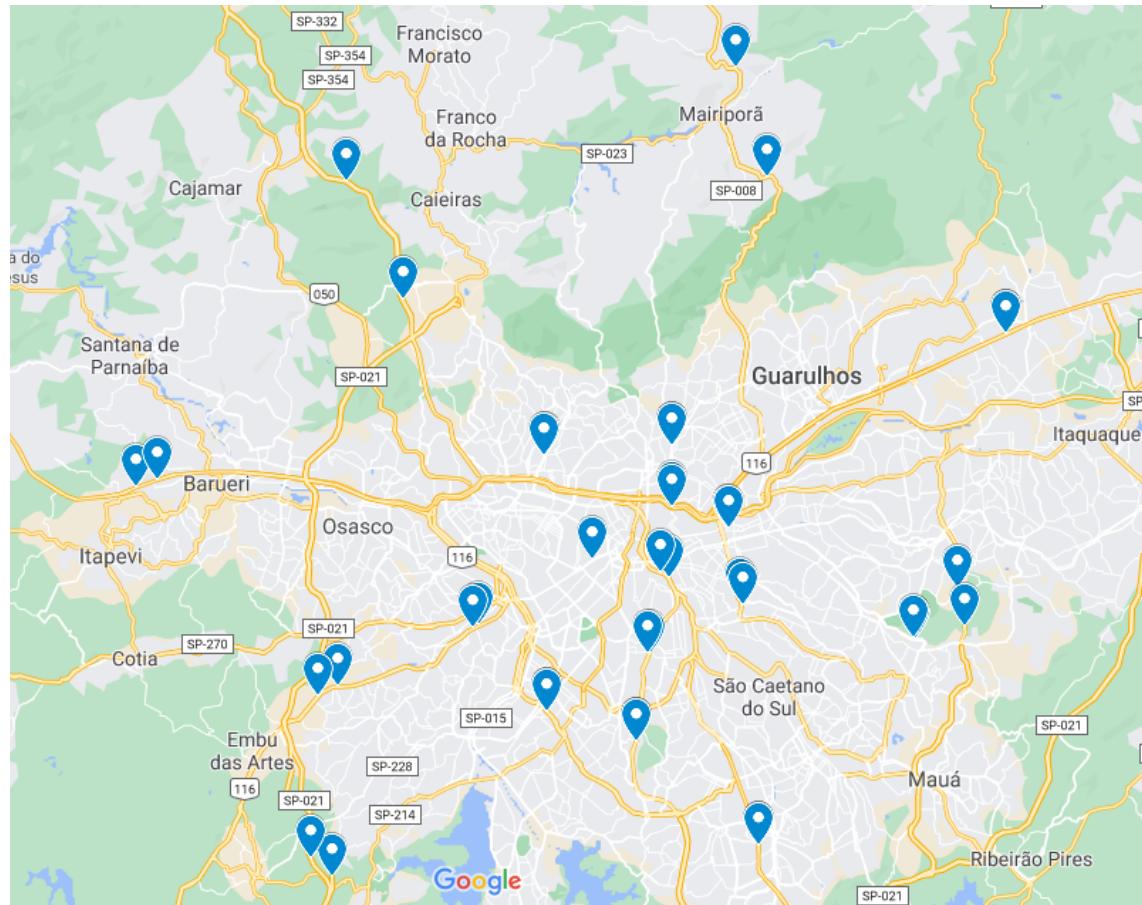 SP-332
Francisco
Morato
SP-354
SP-354
Mairiporã
Franco
da Rocha
SP-023
Cajamar
SP-008
Caieiras
a do
esus
050
Santana de
Parnaíba
SP-021
Guarulhos
Itaquaque
116
Barueri
Osasco
Itapevi
116
SP-021
SP-270
Cotia
São Caetano
do Sul
SP-015
SP-021
Embu
das Artes
SP-228
116
Mauá
SP-021
SP-214
Ribeirão Pires
Google
SP-021